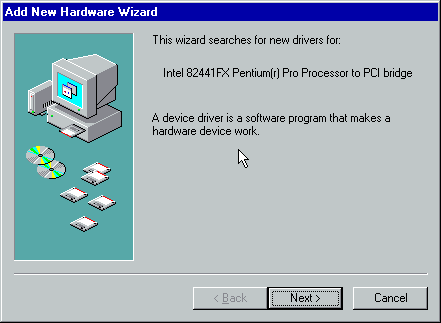 Add New Hardware Wizard
This wizard searches for new drivers for:
Intel 82441FX Pentium(r) Pro Processor to PCI bridge
A device driver is a software program that makes a
hardware device work.
< Back
Next >
Cancel